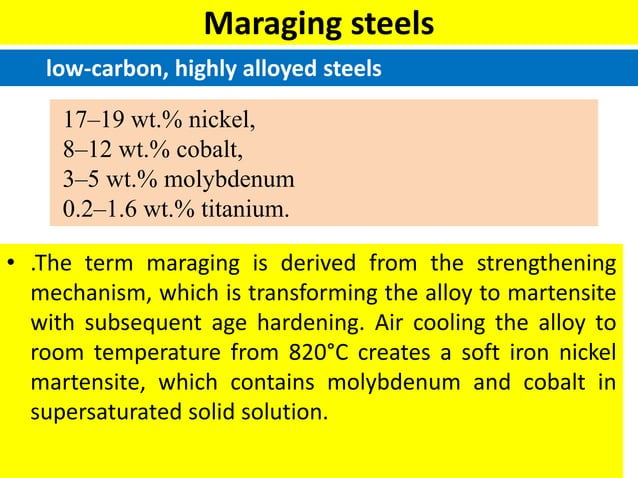 Maraging steels
low-carbon, highly alloyed steels
17–19 wt.% nickel,
8–12 wt.% cobalt,
3–5 wt.% molybdenum
0.2–1.6 wt.% titanium.
• .The term maraging is derived from the strengthening
mechanism, which is transforming the alloy to martensite
with subsequent age hardening. Air cooling the alloy to
room temperature from 820°C creates a soft iron nickel
martensite, which contains molybdenum and cobalt in
supersaturated solid solution.